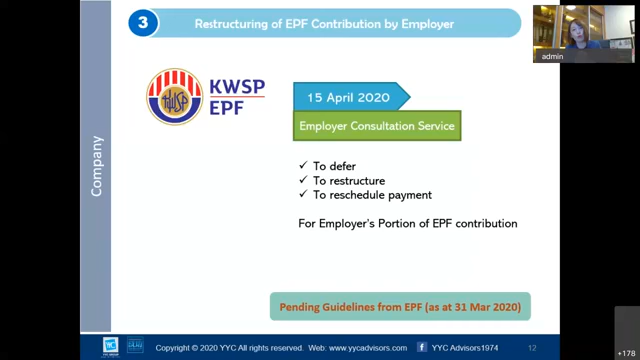 3
Restructuring of EPF Contribution by Employer
admin
KWSP
EPF
15 April 2020
Employer Consultation Service
Company
✓ To defer
✓ To restructure
✓ To reschedule payment
For Employer's Portion of EPF contribution
Pending Guidelines from EPF (as at 31 Mar 2020)
Copyright © 2020 YYC All rights reserved. Website: www.yycadvisors.com
YYC Advisors1974
12
+178